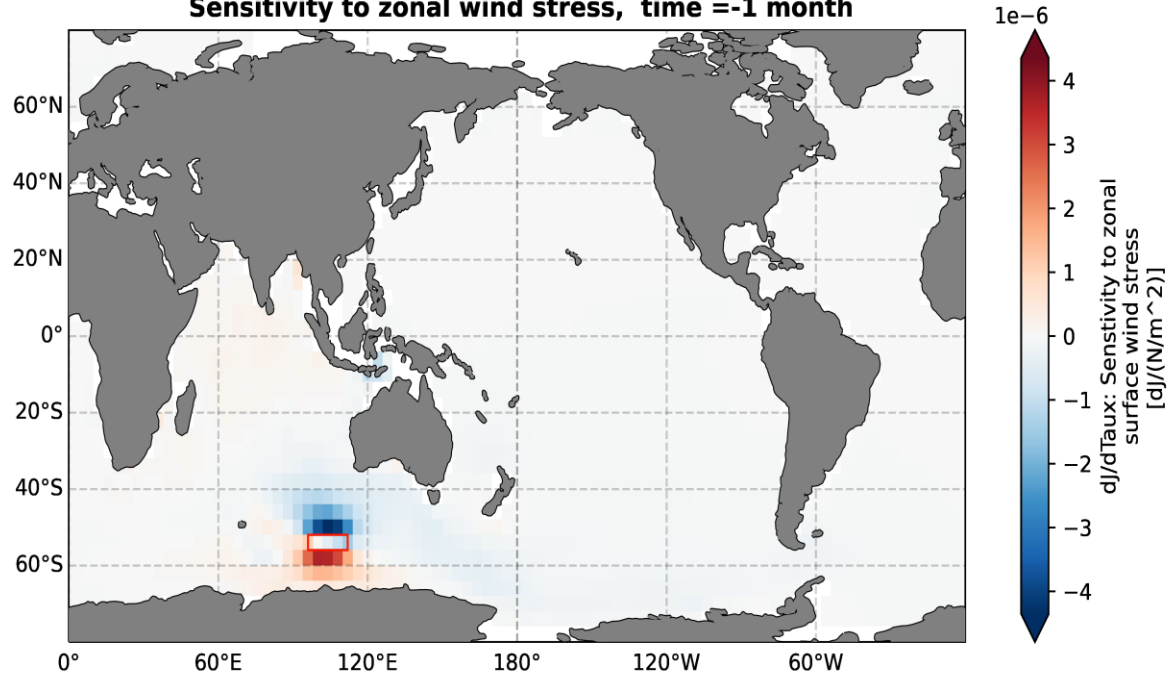 Sensitivity to zonal wind stress,  time =-1 month
1e-6
60°N
40°N
20°N
0°
20°S
40°S
60°S
0°
60°E
120°E
180°
120°W
60°W
4
3
2
1
0
−1
−2
−3
−4
dJ/dTaux: Senstivity to zonal
surface wind stress
[dJ/(N/m^2)]